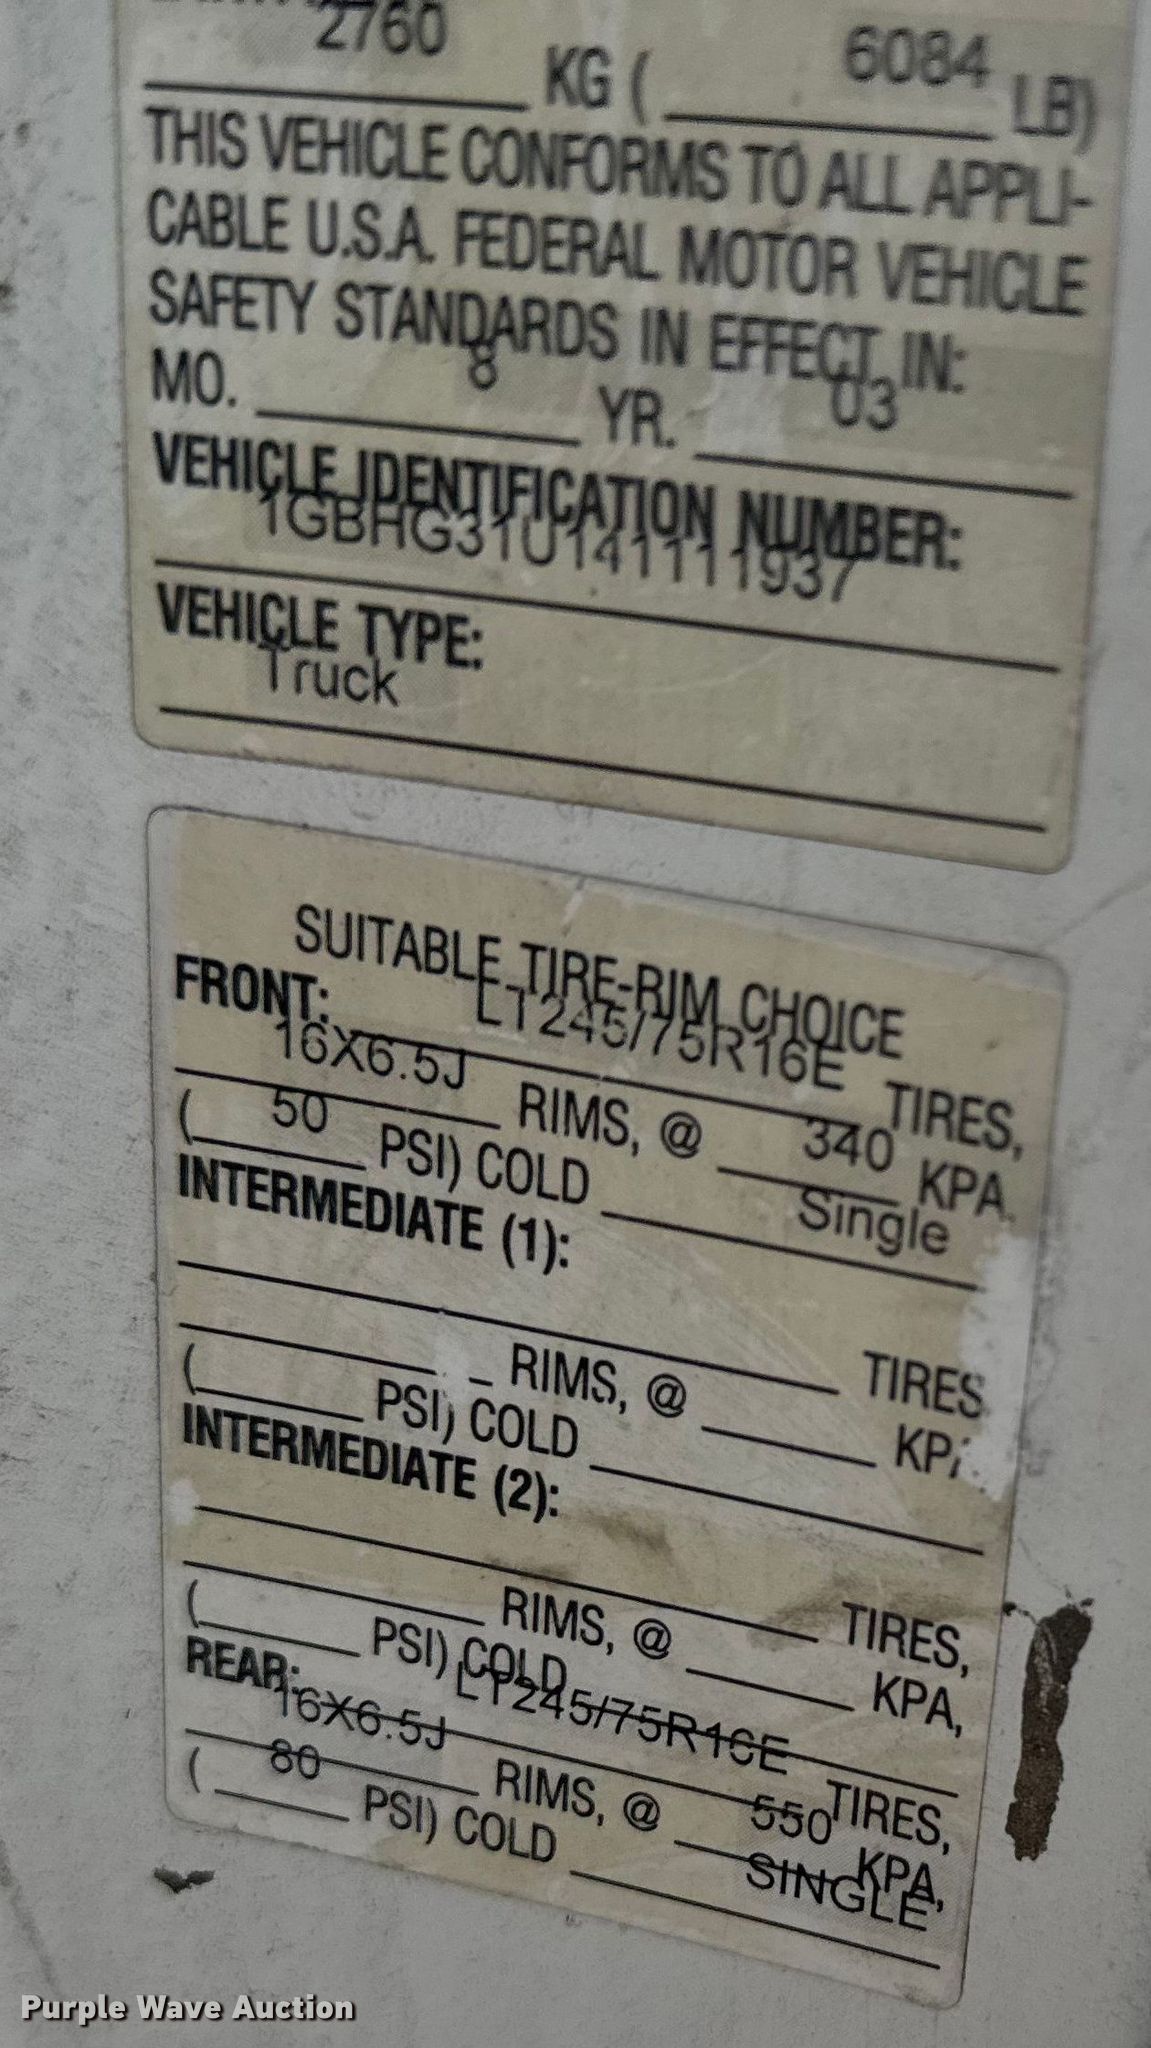 2760 KG ( 6084 LB)
THIS VEHICLE CONFORMS TO ALL APPLI-
CABLE U.S.A. FEDERAL MOTOR VEHICLE
SAFETY STANDARDS IN EFFECT IN:
MO. 8 YR. 03
VEHICLE IDENTIFICATION NUMBER:
1GBHG31U141111937
VEHICLE TYPE:
Truck
SUITABLE TIRE-RIM CHOICE
FRONT: LT245/75R16E TIRES,
16X6.5J RIMS, @ 340 KPA.
( 50 PSI) COLD Single
INTERMEDIATE (1):
TIRES
RIMS, @
( PSI) COLD
INTERMEDIATE (2):
TIRES,
RIMS, @ KPA,
( PSI) COLD
REAR: LT245/75R16E TIRES,
16X6.5J RIMS, @ 550 KPA,
( 80 PSI) COLD SINGLE
Purple Wave Auction